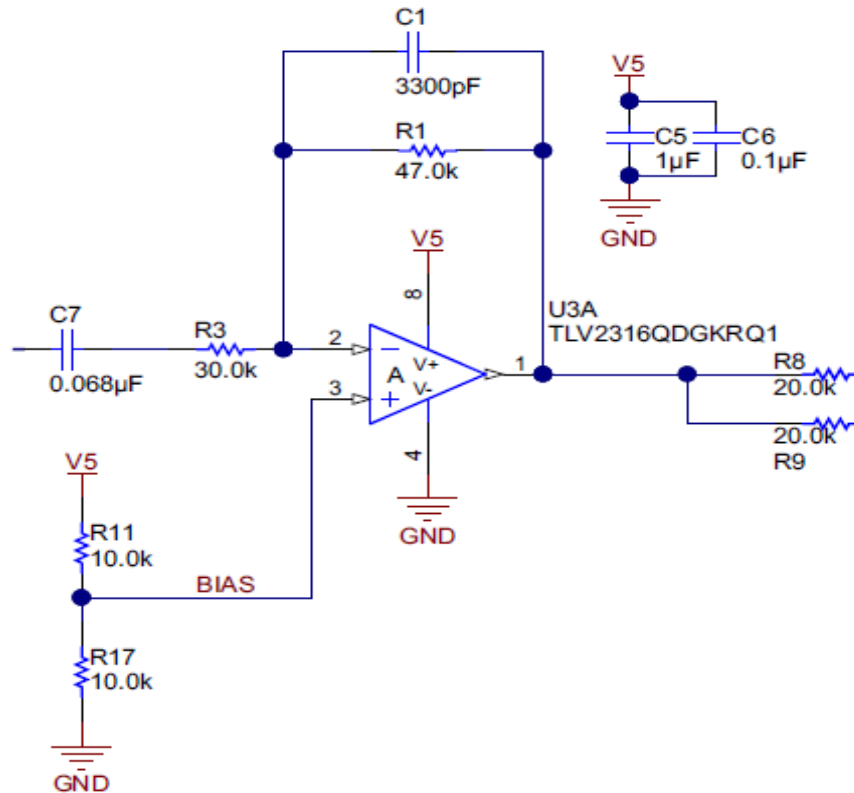 C1
3300pF
R1
47.0k
V5
C5
1µF
C6
0.1µF
GND
V5
8
C7
0.068µF
R3
30.0k
2
3
−
+
A
V+
V-
1
4
GND
U3A
TLV2316QDGKRQ1
R8
20.0k
20.0k
R9
V5
R11
10.0k
BIAS
R17
10.0k
GND